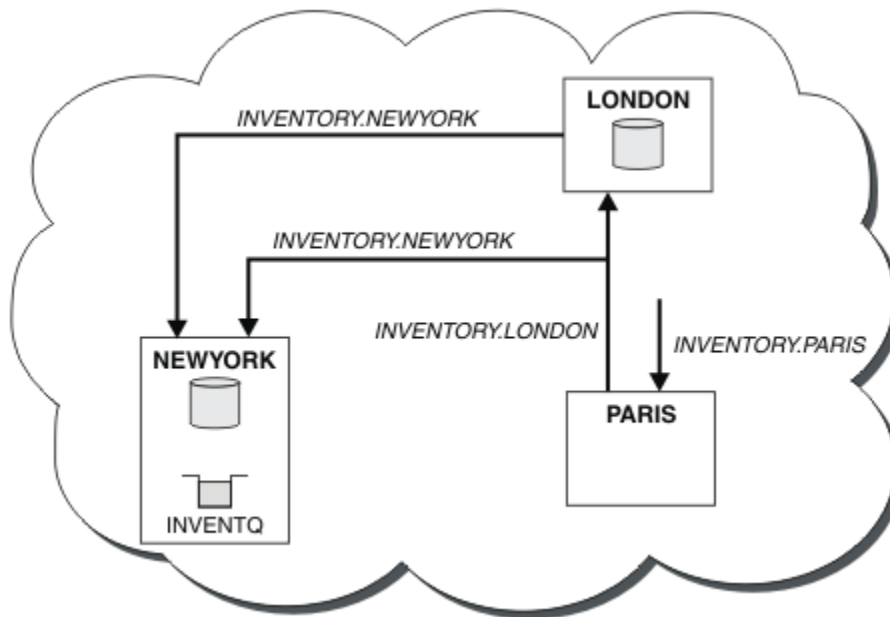 LONDON
INVENTORY.NEWYORK
INVENTORY.NEWYORK
INVENTORY.LONDON
INVENTORY.PARIS
NEWYORK
PARIS
INVENTQ